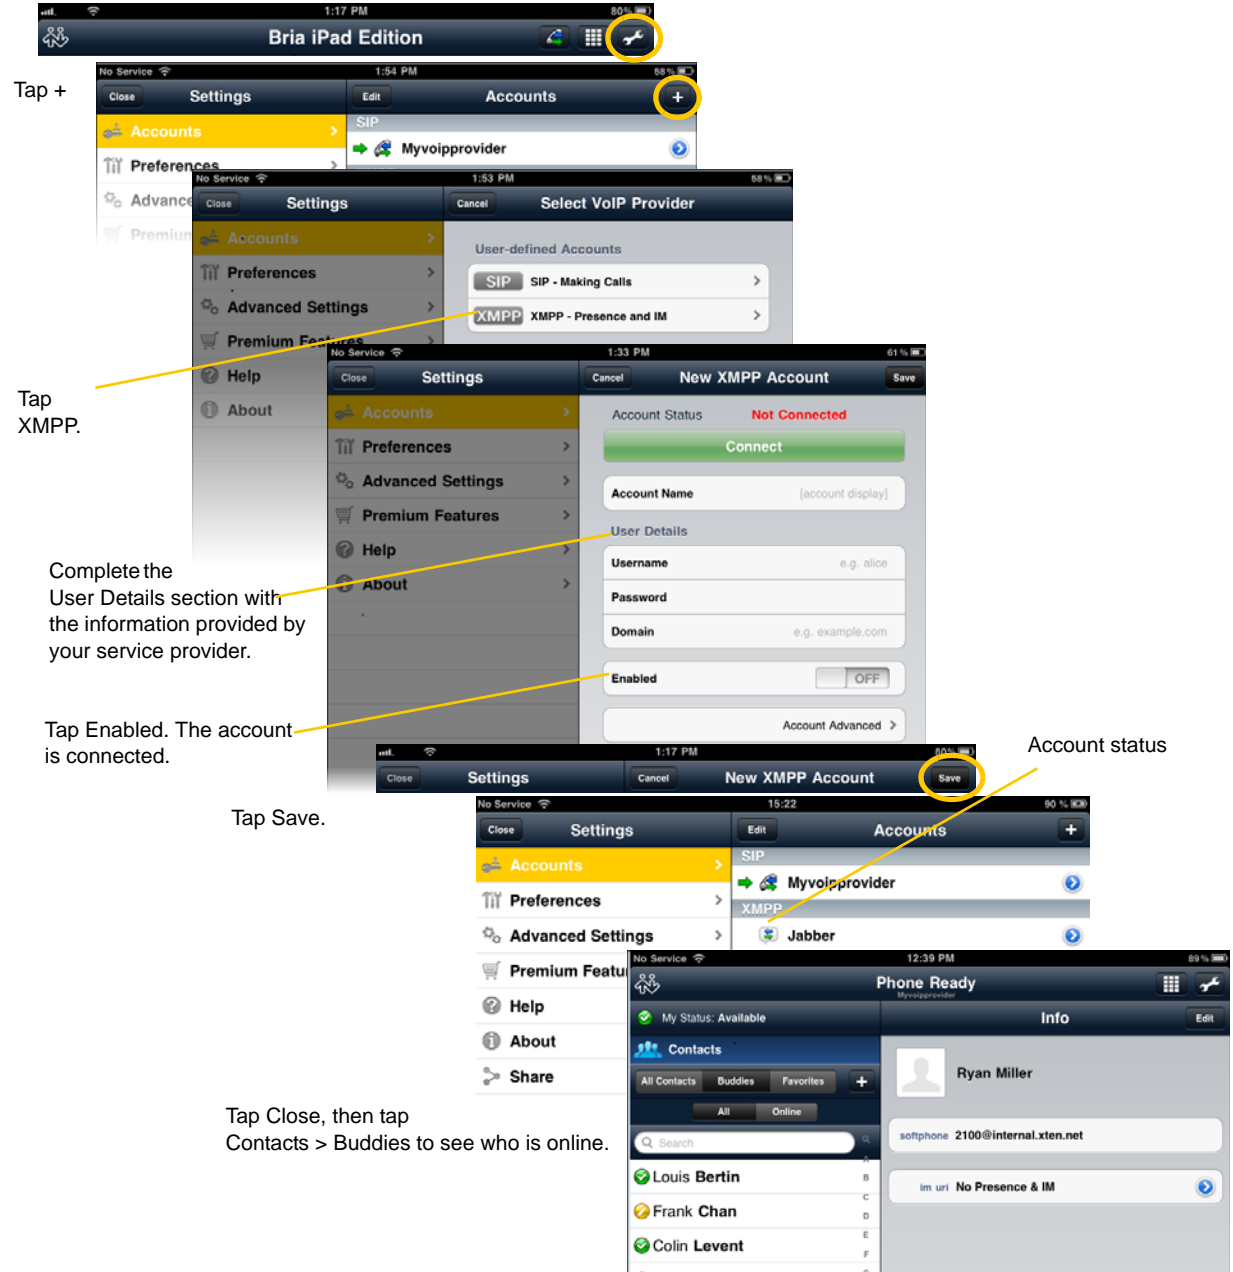 1:17 PM
80%
Bria iPad Edition
Tap +
No Service
1:54 PM
58%
Close
Settings
Edit
Accounts
+
Accounts
SIP
Myvoipprovider
Preferences
Advance
Premium
No Service
1:53 PM
58%
Close
Settings
Cancel
Select VoIP Provider
Accounts
User-defined Accounts
Preferences
SIP
SIP - Making Calls
Advanced Settings
XMPP
XMPP - Presence and IM
Premium Features
Help
About
Tap
XMPP.
No Service
1:33 PM
61%
Close
Settings
Cancel
New XMPP Account
Save
Accounts
Account Status
Not Connected
Preferences
Connect
Advanced Settings
Account Name
[account display]
Premium Features
User Details
Help
Username
e.g. alice
About
Password
Domain
e.g. example.com
Complete the
User Details section with
the information provided by
your service provider.
Enabled
OFF
Account Advanced
Tap Enabled. The account
is connected.
1:17 PM
80%
Close
Settings
Cancel
New XMPP Account
Save
Account status
Tap Save.
No Service
15:22
90 %
Close
Settings
Edit
Accounts
+
Accounts
SIP
Myvoipprovider
Preferences
XMPP
Advanced Settings
Jabber
Premium Featu
Help
About
Share
No Service
12:39 PM
89%
Phone Ready
Myvoipprovider
My Status: Available
Info
Edit
Contacts
All Contacts
Buddies
Favorites
+
Ryan Miller
All
Online
Search
softphone 2100@internal.xten.net
A
Louis Bertin
B
im uri No Presence & IM
C
Frank Chan
D
E
Colin Levent
F
Tap Close, then tap
Contacts > Buddies to see who is online.